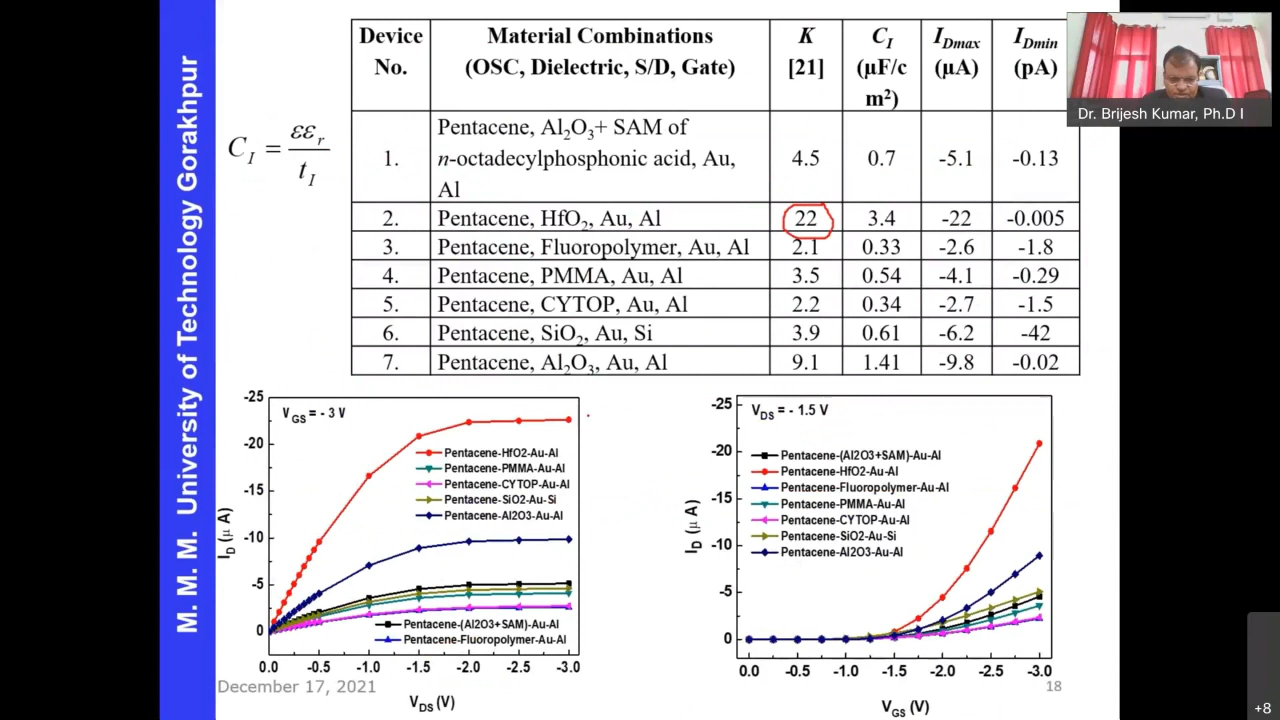 M. M. M. University of Technology Gorakhpur
C_I = εε_r / t_I
Device No. | Material Combinations (OSC, Dielectric, S/D, Gate) | K [21] | C_I (μF/cm²) | I_Dmax (μA) | I_Dmin (pA)
1. | Pentacene, Al₂O₃+ SAM of n-octadecylphosphonic acid, Au, Al | 4.5 | 0.7 | -5.1 | -0.13
2. | Pentacene, HfO₂, Au, Al | 22 | 3.4 | -22 | -0.005
3. | Pentacene, Fluoropolymer, Au, Al | 2.1 | 0.33 | -2.6 | -1.8
4. | Pentacene, PMMA, Au, Al | 3.5 | 0.54 | -4.1 | -0.29
5. | Pentacene, CYTOP, Au, Al | 2.2 | 0.34 | -2.7 | -1.5
6. | Pentacene, SiO₂, Au, Si | 3.9 | 0.61 | -6.2 | -42
7. | Pentacene, Al₂O₃, Au, Al | 9.1 | 1.41 | -9.8 | -0.02
Dr. Brijesh Kumar, Ph.D I
V_GS = - 3 V
-25
-20
-15
-10
-5
0
I_D (μ A)
Pentacene-HfO2-Au-Al
Pentacene-PMMA-Au-Al
Pentacene-CYTOP-Au-Al
Pentacene-SiO2-Au-Si
Pentacene-Al2O3-Au-Al
Pentacene-(Al2O3+SAM)-Au-Al
Pentacene-Fluoropolymer-Au-Al
0.0 -0.5 -1.0 -1.5 -2.0 -2.5 -3.0
V_DS (V)
V_DS = - 1.5 V
-25
-20
-15
-10
-5
0
I_D (μ A)
Pentacene-(Al2O3+SAM)-Au-Al
Pentacene-HfO2-Au-Al
Pentacene-Fluoropolymer-Au-Al
Pentacene-PMMA-Au-Al
Pentacene-CYTOP-Au-Al
Pentacene-SiO2-Au-Si
Pentacene-Al2O3-Au-Al
0.0 -0.5 -1.0 -1.5 -2.0 -2.5 -3.0
V_GS (V)
December 17, 2021
18
+8